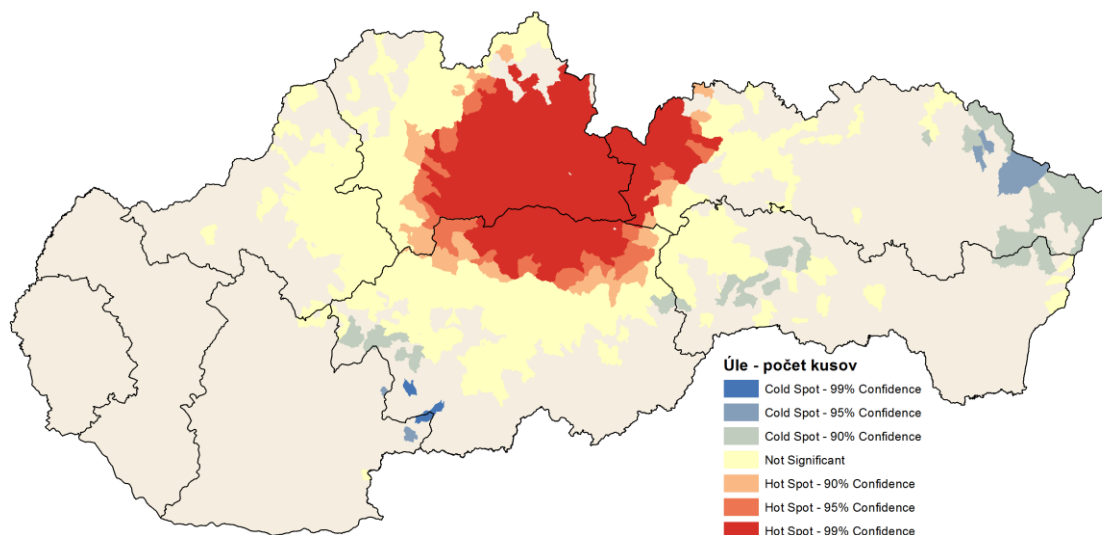 Úle - počet kusov
Cold Spot - 99% Confidence
Cold Spot - 95% Confidence
Cold Spot - 90% Confidence
Not Significant
Hot Spot - 90% Confidence
Hot Spot - 95% Confidence
Hot Spot - 99% Confidence